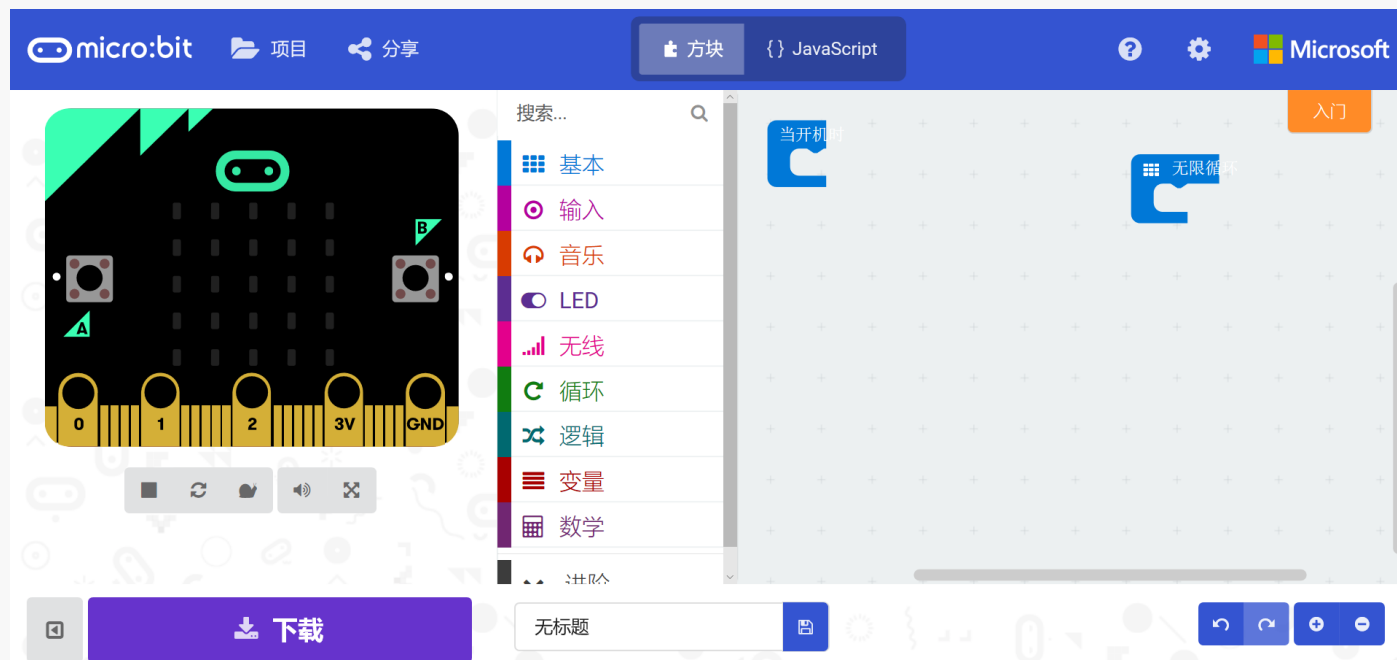 micro:bit 项目 分享 方块 {} JavaScript Microsoft
搜索...
入门
当开机时
无限循环
基本
输入
音乐
LED
无线
循环
逻辑
变量
数学
进阶
B
A
0 1 2 3V GND
下载
无标题